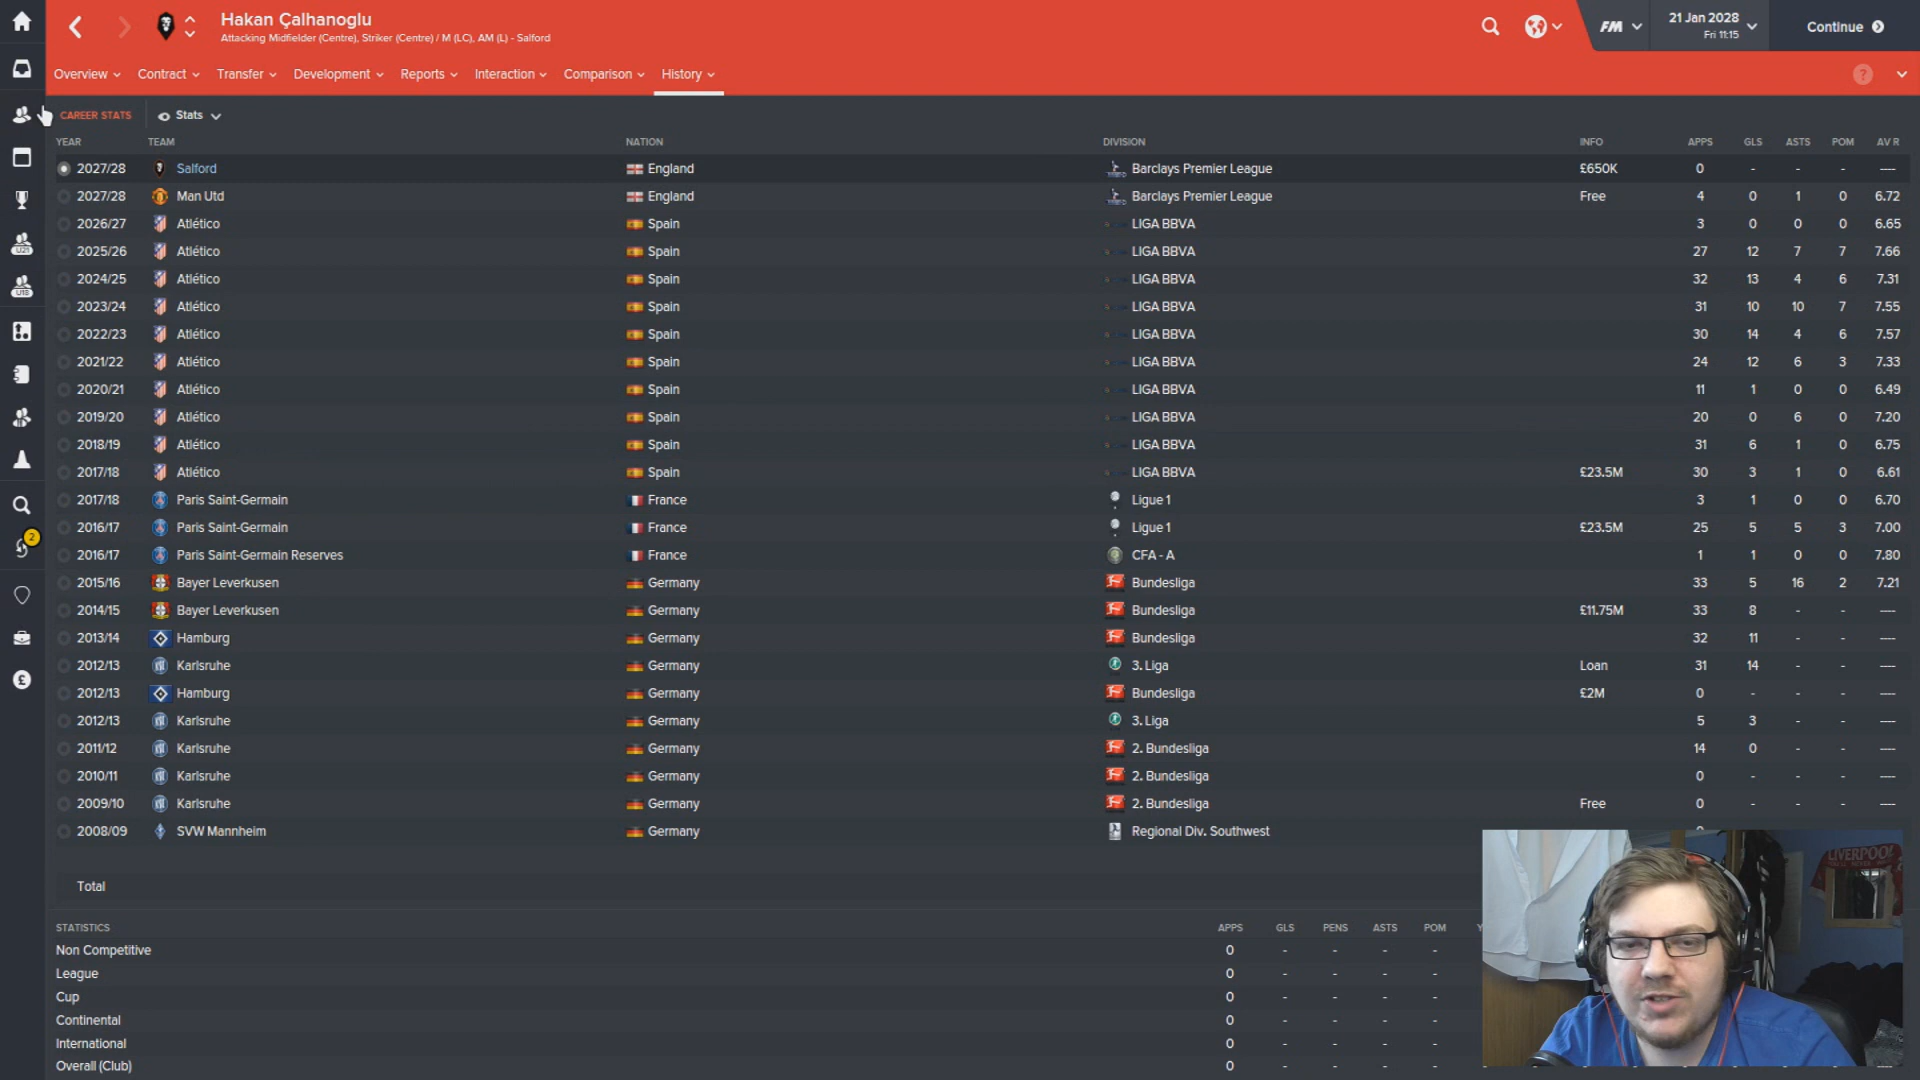 Hakan Çalhanoglu
Attacking Midfielder (Centre), Striker (Centre) / M (LC), AM (L) - Salford
FM
21 Jan 2028
Fri 11:15
Continue
Overview Contract Transfer Development Reports Interaction Comparison History ?
CAREER STATS Stats
YEAR TEAM NATION DIVISION INFO APPS GLS ASTS POM AV R
2027/28 Salford England Barclays Premier League £650K 0 - - - ----
2027/28 Man Utd England Barclays Premier League Free 4 0 1 0 6.72
2026/27 Atlético Spain LIGA BBVA 3 0 0 0 6.65
2025/26 Atlético Spain LIGA BBVA 27 12 7 7 7.66
2024/25 Atlético Spain LIGA BBVA 32 13 4 6 7.31
2023/24 Atlético Spain LIGA BBVA 31 10 10 7 7.55
2022/23 Atlético Spain LIGA BBVA 30 14 4 6 7.57
2021/22 Atlético Spain LIGA BBVA 24 12 6 3 7.33
2020/21 Atlético Spain LIGA BBVA 11 1 0 0 6.49
2019/20 Atlético Spain LIGA BBVA 20 0 6 0 7.20
2018/19 Atlético Spain LIGA BBVA 31 6 1 0 6.75
2017/18 Atlético Spain LIGA BBVA £23.5M 30 3 1 0 6.61
2017/18 Paris Saint-Germain France Ligue 1 3 1 0 0 6.70
2016/17 Paris Saint-Germain France Ligue 1 £23.5M 25 5 5 3 7.00
2016/17 Paris Saint-Germain Reserves France CFA - A 1 1 0 0 7.80
2015/16 Bayer Leverkusen Germany Bundesliga 33 5 16 2 7.21
2014/15 Bayer Leverkusen Germany Bundesliga £11.75M 33 8 - - ----
2013/14 Hamburg Germany Bundesliga 32 11 - - ----
2012/13 Karlsruhe Germany 3. Liga Loan 31 14 - - ----
2012/13 Hamburg Germany Bundesliga £2M 0 - - - ----
2012/13 Karlsruhe Germany 3. Liga 5 3 - - ----
2011/12 Karlsruhe Germany 2. Bundesliga 14 0 - - ----
2010/11 Karlsruhe Germany 2. Bundesliga 0 - - - ----
2009/10 Karlsruhe Germany 2. Bundesliga Free 0 - - - ----
2008/09 SVW Mannheim Germany Regional Div. Southwest
Total
STATISTICS APPS GLS PENS ASTS POM
Non Competitive 0 - - - -
League 0 - - - -
Cup 0 - - - -
Continental 0 - - - -
International 0 - - - -
Overall (Club) 0 - - - -
U21
U18
2
LIVERPOOL